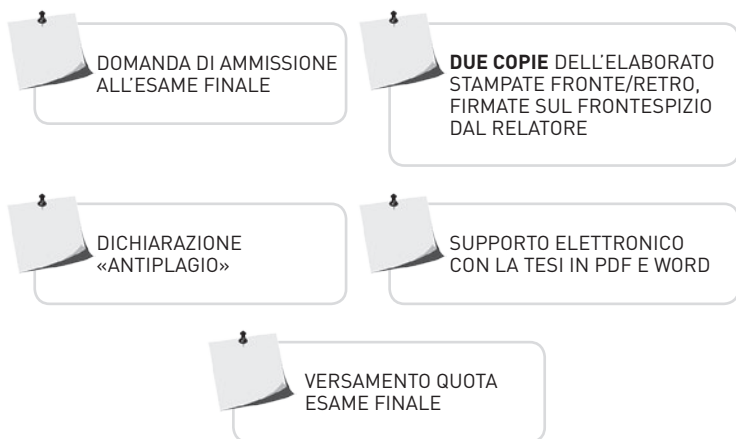 DOMANDA DI AMMISSIONE
ALL'ESAME FINALE
DUE COPIE DELL'ELABORATO
STAMPATE FRONTE/RETRO,
FIRMATE SUL FRONTESPIZIO
DAL RELATORE
DICHIARAZIONE
«ANTIPLAGIO»
SUPPORTO ELETTRONICO
CON LA TESI IN PDF E WORD
VERSAMENTO QUOTA
ESAME FINALE